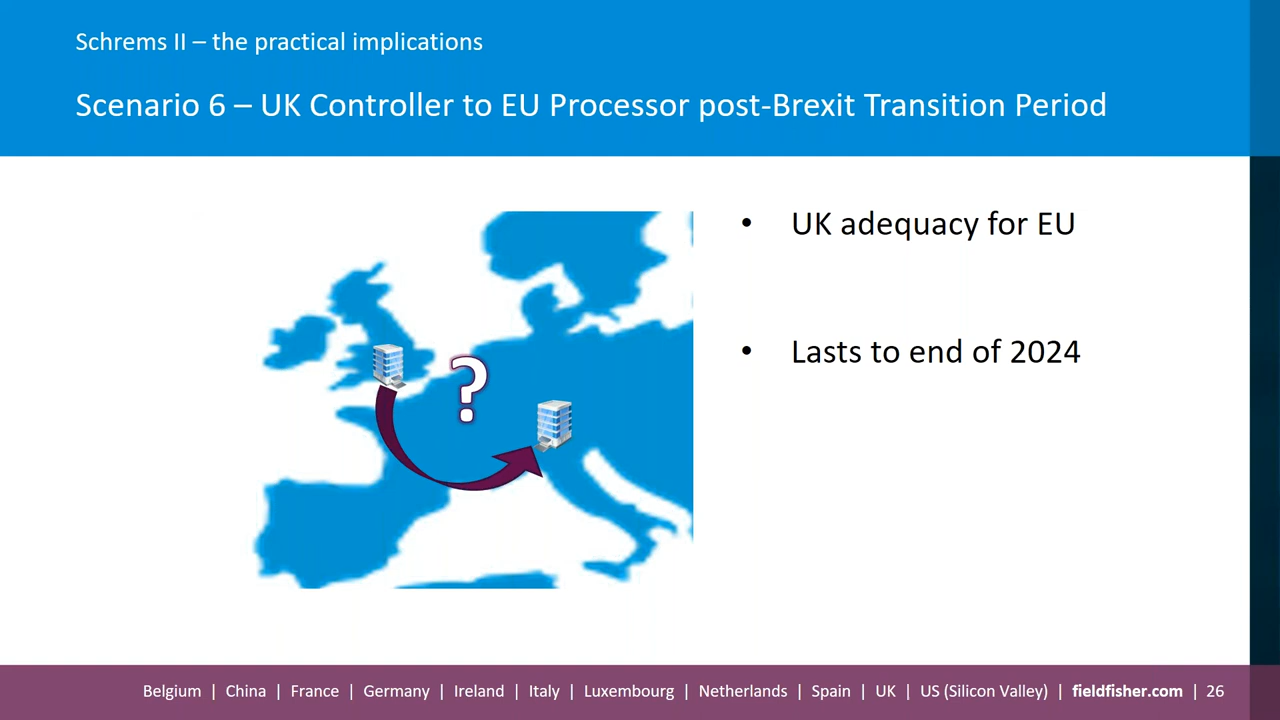 Schrems II – the practical implications
Scenario 6 – UK Controller to EU Processor post-Brexit Transition Period
• UK adequacy for EU
• Lasts to end of 2024
?
Belgium | China | France | Germany | Ireland | Italy | Luxembourg | Netherlands | Spain | UK | US (Silicon Valley) | fieldfisher.com | 26